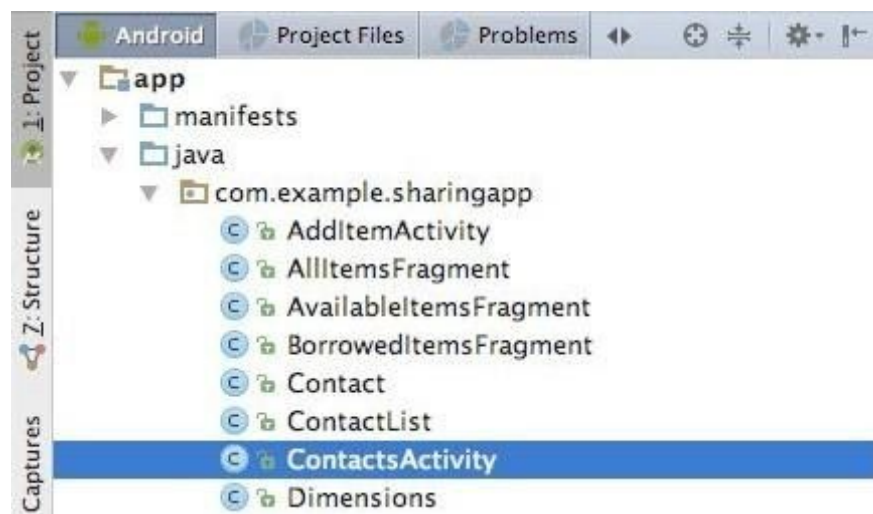 Android Project Files Problems
1: Project
app
manifests
java
com.example.sharingapp
C AddItemActivity
C AllItemsFragment
C AvailableItemsFragment
C BorrowedItemsFragment
C Contact
C ContactList
C ContactsActivity
C Dimensions
Z: Structure
Captures